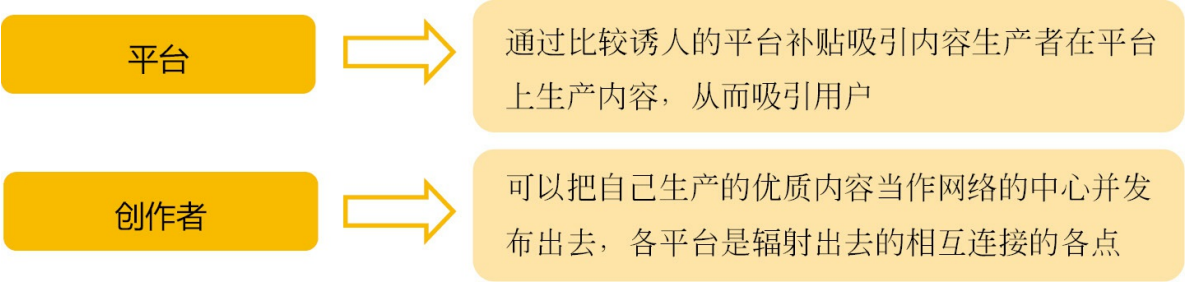 平台
通过比较诱人的平台补贴吸引内容生产者在平台
上生产内容，从而吸引用户
创作者
可以把自己生产的优质内容当作网络的中心并发
布出去，各平台是辐射出去的相互连接的各点